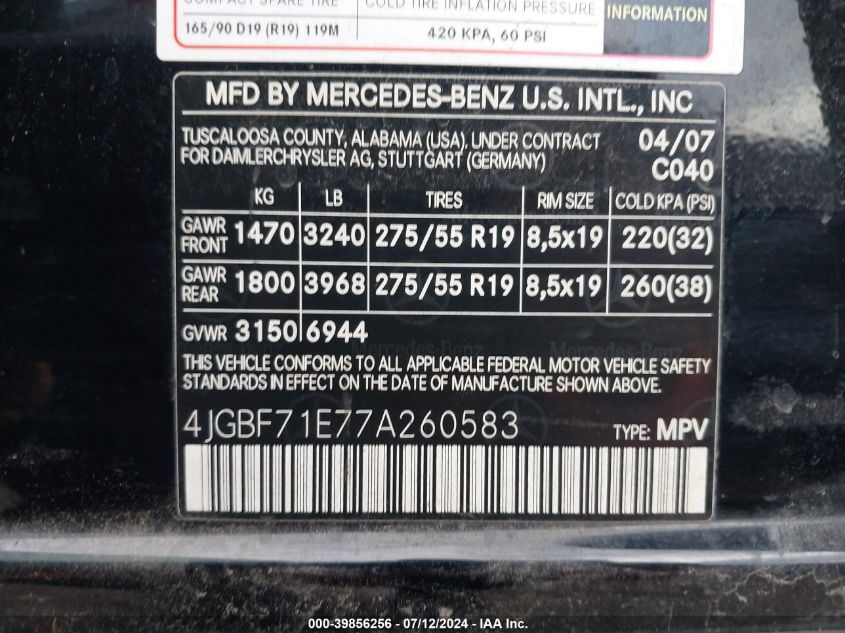 COMPACT SPARE TIRE COLD TIRE INFLATION PRESSURE
165/90 D19 (R19) 119M 420 KPA, 60 PSI
INFORMATION
MFD BY MERCEDES-BENZ U.S. INTL., INC
TUSCALOOSA COUNTY, ALABAMA (USA), UNDER CONTRACT 04/07
FOR DAIMLERCHRYSLER AG, STUTTGART (GERMANY) C040
KG LB TIRES RIM SIZE COLD KPA (PSI)
GAWR FRONT 1470 3240 275/55 R19 8,5x19 220(32)
GAWR REAR 1800 3968 275/55 R19 8,5x19 260(38)
GVWR 3150 6944
THIS VEHICLE CONFORMS TO ALL APPLICABLE FEDERAL MOTOR VEHICLE SAFETY
STANDARDS IN EFFECT ON THE DATE OF MANUFACTURE SHOWN ABOVE.
4JGBF71E77A260583 TYPE: MPV
000-39856256 - 07/12/2024 - IAA Inc.